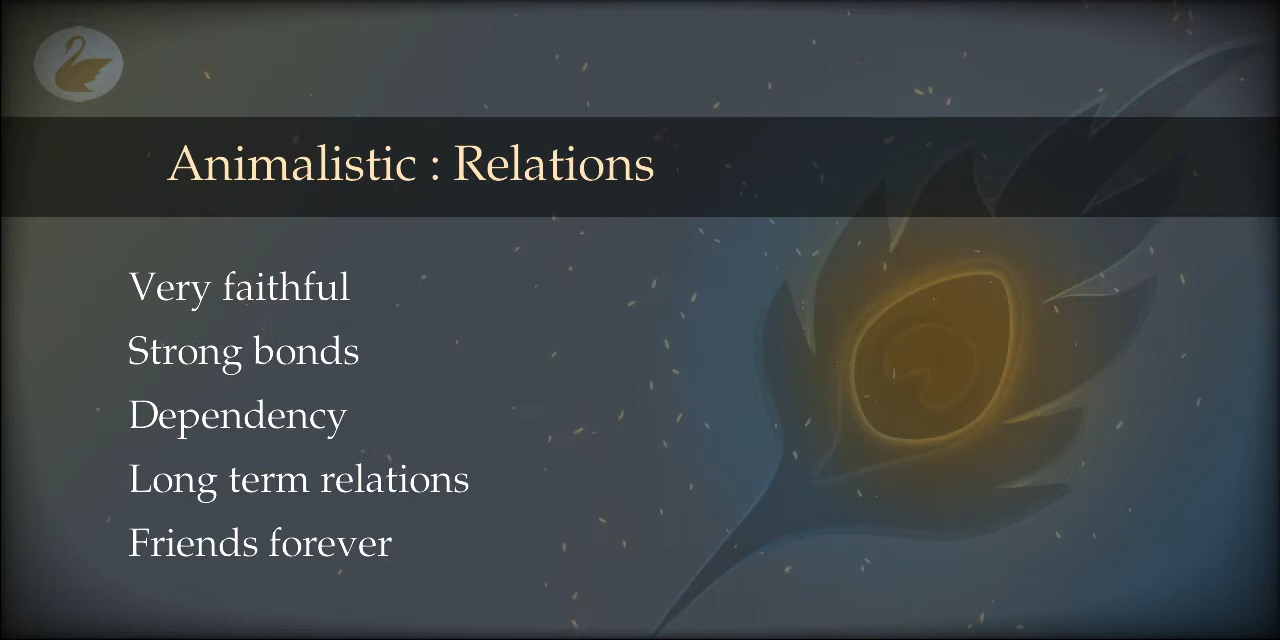 Animalistic : Relations
Very faithful
Strong bonds
Dependency
Long term relations
Friends forever